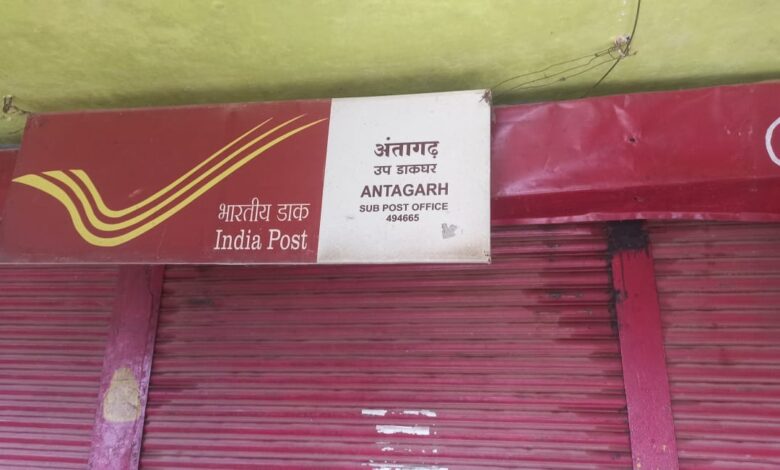 भारतीय डाक
India Post
अंतागढ़
उप डाकघर
ANTAGARH
SUB POST OFFICE
494665